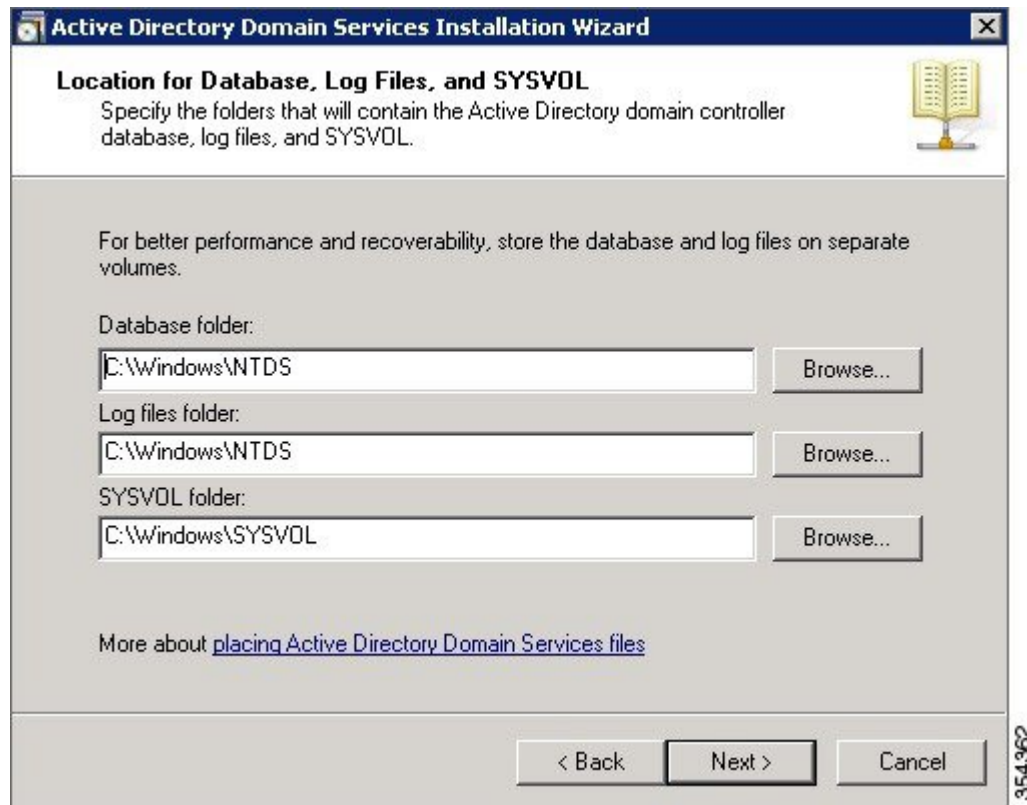 Active Directory Domain Services Installation Wizard
Location for Database, Log Files, and SYSVOL
Specify the folders that will contain the Active Directory domain controller
database, log files, and SYSVOL.
For better performance and recoverability, store the database and log files on separate
volumes.
Database folder:
C:\Windows\NTDS
Browse...
Log files folder:
C:\Windows\NTDS
Browse...
SYSVOL folder:
C:\Windows\SYSVOL
Browse...
More about placing Active Directory Domain Services files
< Back
Next >
Cancel
354362